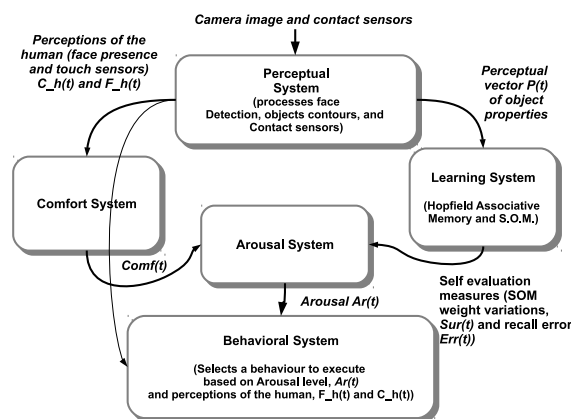 Camera image and contact sensors
Perceptions of the
human (face presence
and touch sensors)
C_h(t) and F_h(t)
Perceptual
System
(processes face
Detection, objects contours, and
Contact sensors)
Perceptual
vector P(t)
of object
properties
Comfort System
Learning System
(Hopfield Associative
Memory and S.O.M.)
Arousal System
Comf(t)
Arousal Ar(t)
Self evaluation
measures (SOM
weight variations,
Sur(t) and recall error
Err(t))
Behavioral System
(Selects a behaviour to execute
based on Arousal level, Ar(t)
and perceptions of the human, F_h(t) and C_h(t))